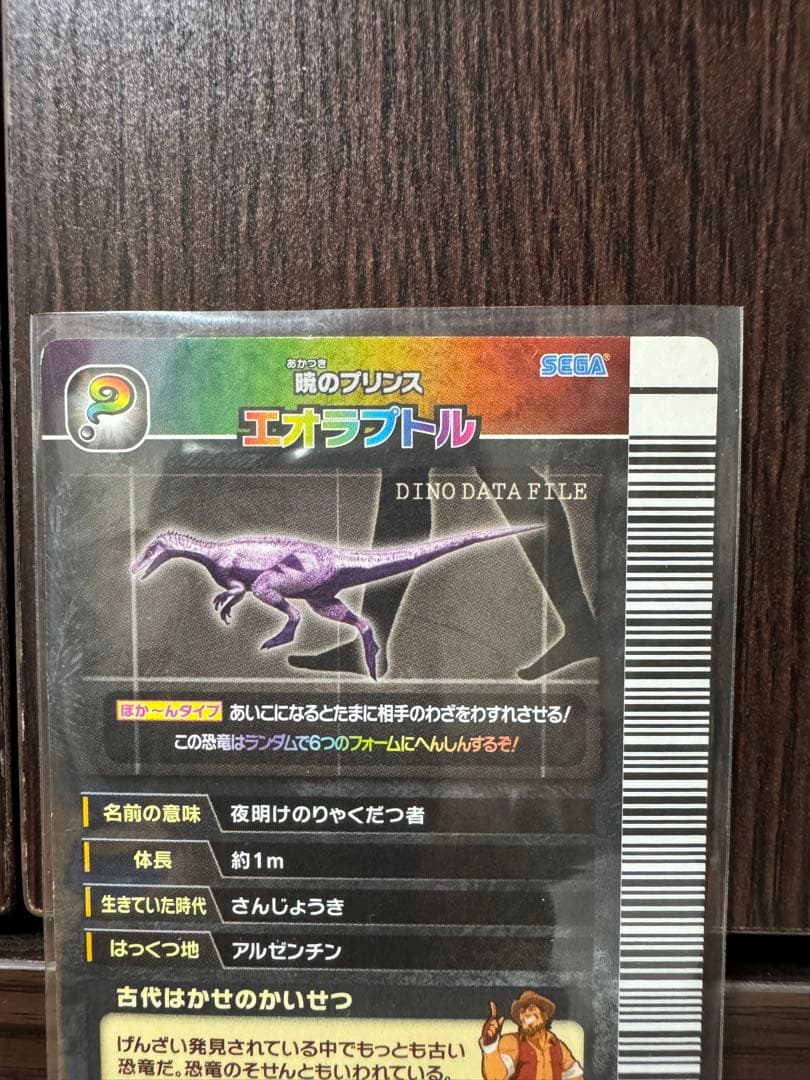 あかつき
暁のプリンス
SEGA®
エオラプトル
DINO DATA FILE
ぽか〜んタイプ あいこになるとたまに相手のわざをわすれさせる!
この恐竜はランダムで6つのフォームにへんしんするぞ!
名前の意味 夜明けのりゃくだつ者
体長 約1m
生きていた時代 さんじょうき
はっくつ地 アルゼンチン
古代はかせのかいせつ
げんざい発見されている中でもっとも古い
恐竜だ。恐竜のそせんともいわれている。